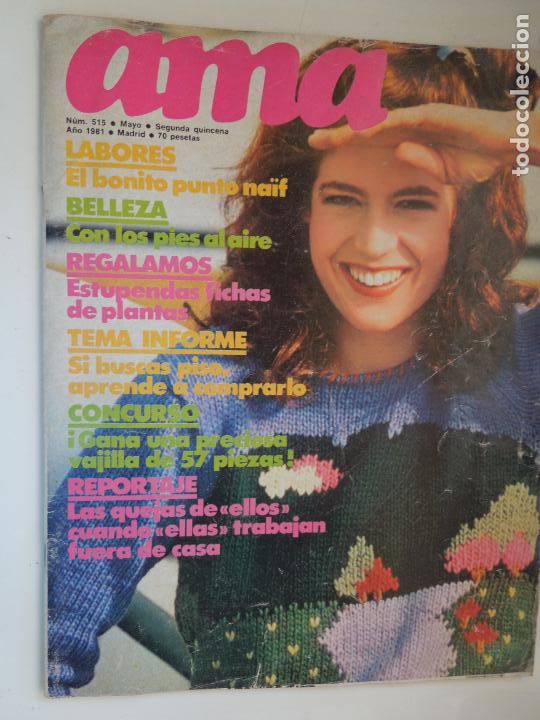 ama
Núm. 515 ● Mayo ● Segunda quincena
Año 1981 ● Madrid ● 70 pesetas
LABORES
El bonito punto naïf
BELLEZA
Con los pies al aire
REGALAMOS
Estupendas fichas
de plantas
TEMA INFORME
Si buscas piso,
aprende a comprarlo
CONCURSO
¡Gana una preciosa
vajilla de 57 piezas!
REPORTAJE
Las quejas de «ellos»
cuando «ellas» trabajan
fuera de casa
todocoleccion